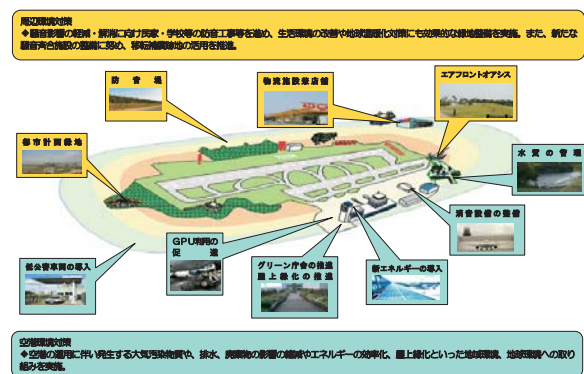 周辺環境対策
◆騒音影響の軽減・解消に向け民家・学校等の防音工事等を進め、生活環境の改善や地球温暖化対策にも効果的な緑地整備を実施。また、新たな
騒音斉合施設の整備に努め、移転補償跡地の活用を推進。
防音堤
物流施設兼店舗
エアフロントオアシス
都市計画緑地
水質の管理
消音設備の整備
GPU利用の
促進
グリーン庁舎の推進
屋上緑化の推進
新エネルギーの導入
低公害車両の導入
空港環境対策
◆空港の運用に伴い発生する大気汚染物質や、排水、廃棄物の影響の軽減やエネルギーの効率化、屋上緑化といった地域環境、地球環境への取り
組みを実施。